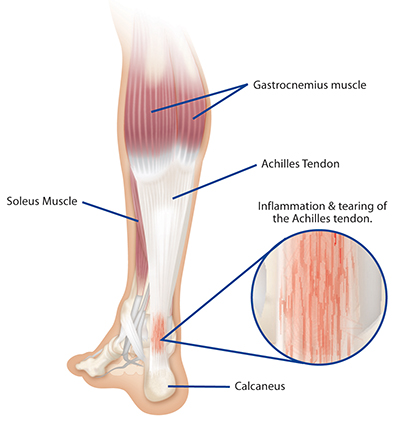 Gastrocnemius muscle
Achilles Tendon
Soleus Muscle
Inflammation & tearing of
the Achilles tendon.
Calcaneus